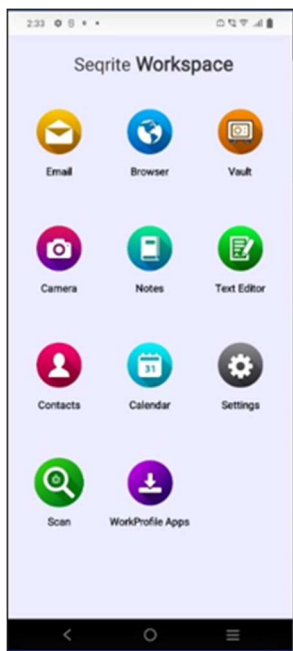 2:33
Seqrite Workspace
Email Browser Vault
Camera Notes Text Editor
31
Contacts Calendar Settings
Scan WorkProfile Apps